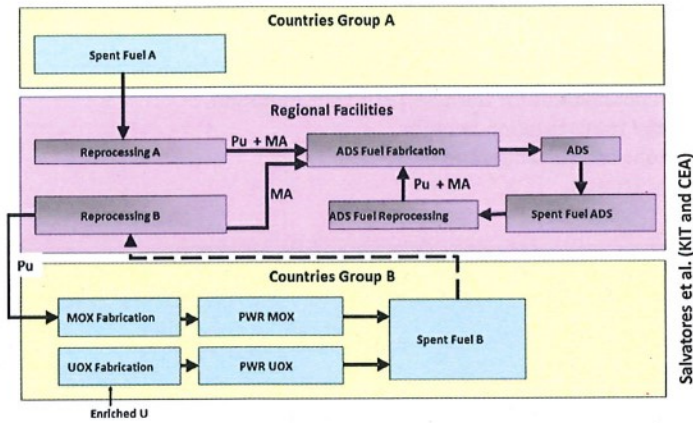 Countries Group A
Spent Fuel A
Regional Facilities
Reprocessing A
Pu + MA
ADS Fuel Fabrication
ADS
Reprocessing B
MA
Pu + MA
ADS Fuel Reprocessing
Spent Fuel ADS
Pu
Countries Group B
MOX Fabrication
PWR MOX
Spent Fuel B
UOX Fabrication
PWR UOX
Enriched U
Salvatores et al. (KIT and CEA)